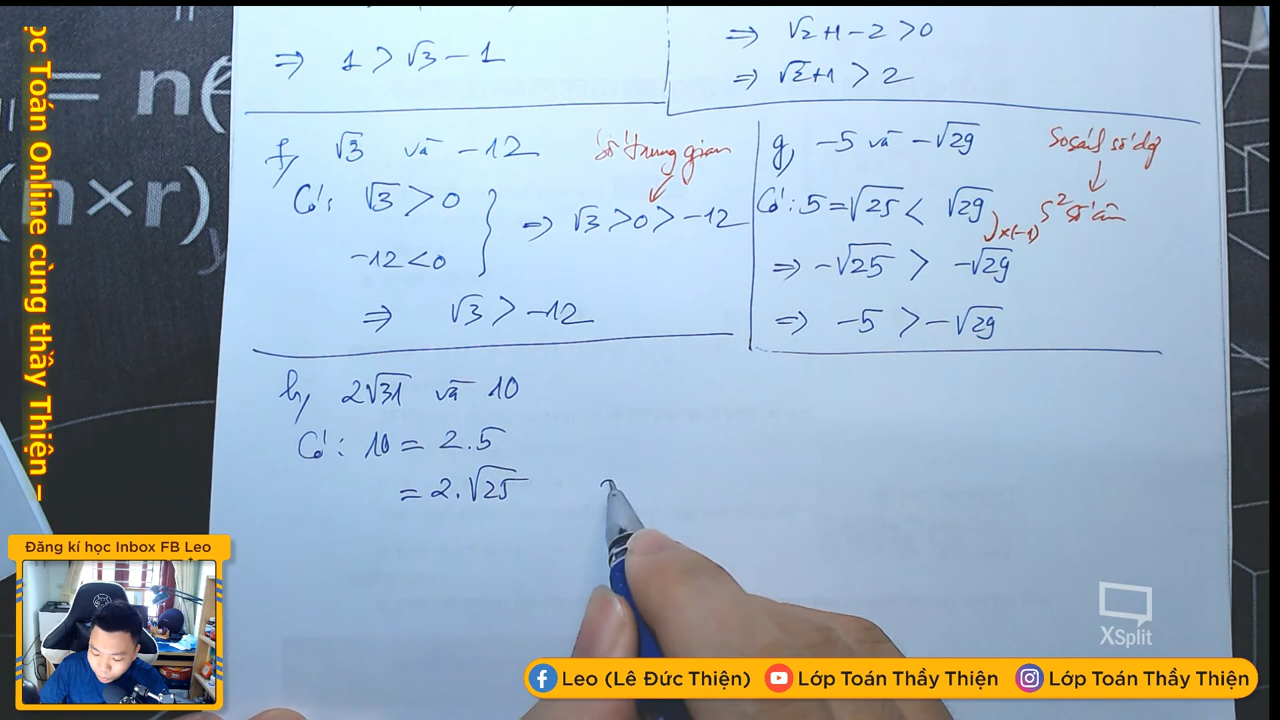 ọc Toán Online cùng thầy Thiện –
= n(
(n×r)
⇒ 1 > √3 − 1
⇒ √2+1−2 >0
⇒ √2+1 > 2
f, √3 và −12
số trung gian
Có: √3 > 0
−12 < 0
⇒ √3 > 0 > −12
⇒ √3 > −12
g, −5 và −√29
So sánh số dg
Có: 5 = √25 < √29
×(−1)
⇒ −√25 > −√29
⇒ −5 > −√29
h, 2√31 và 10
Có: 10 = 2.5
= 2.√25
Đăng kí học Inbox FB Leo
XSplit
Leo (Lê Đức Thiện)
Lớp Toán Thầy Thiện
Lớp Toán Thầy Thiện